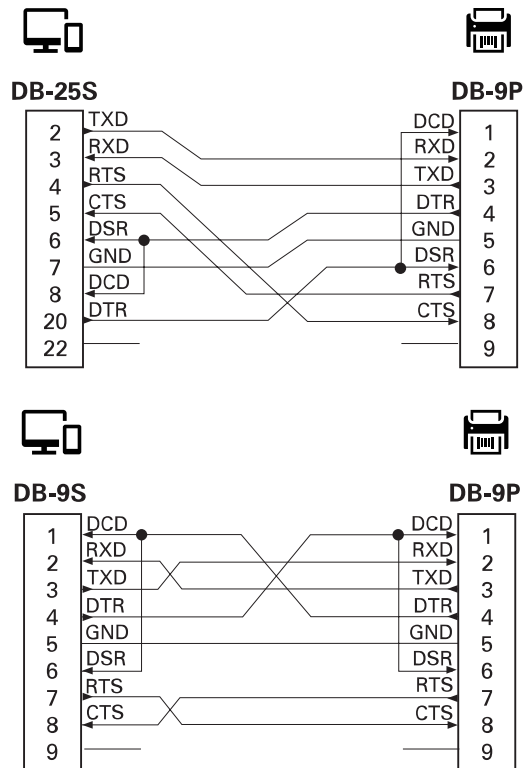 DB-25S DB-9P
TXD DCD
2 1
RXD RXD
3 2
RTS TXD
4 3
CTS DTR
5 4
DSR GND
6 5
GND DSR
7 6
DCD RTS
8 7
DTR CTS
20 8
22 9
DB-9S DB-9P
DCD DCD
1 1
RXD RXD
2 2
TXD TXD
3 3
DTR DTR
4 4
GND GND
5 5
DSR DSR
6 6
RTS RTS
7 7
CTS CTS
8 8
9 9